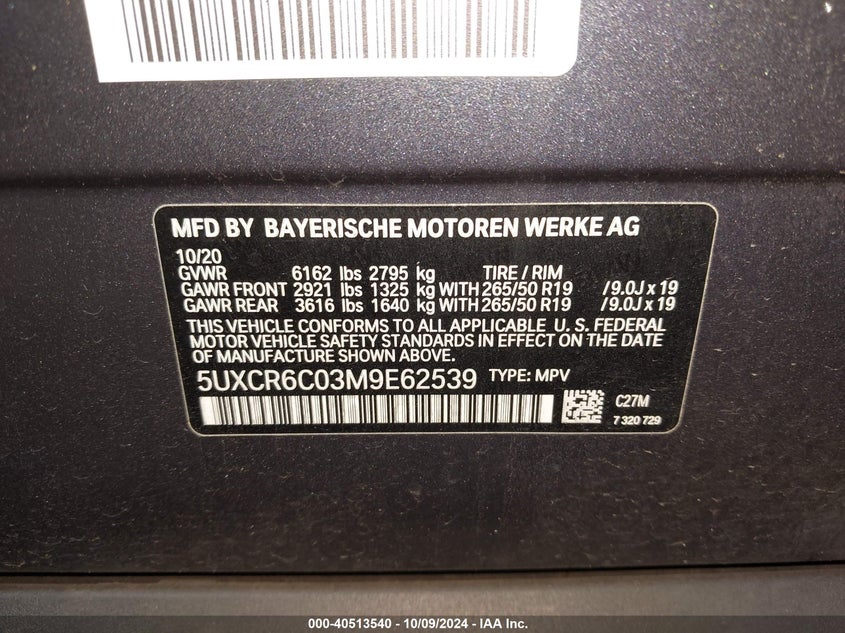 MFD BY BAYERISCHE MOTOREN WERKE AG
10/20
GVWR 6162 lbs 2795 kg TIRE / RIM
GAWR FRONT 2921 lbs 1325 kg WITH 265/50 R19 /9.0J x 19
GAWR REAR 3616 lbs 1640 kg WITH 265/50 R19 /9.0J x 19
THIS VEHICLE CONFORMS TO ALL APPLICABLE U. S. FEDERAL
MOTOR VEHICLE SAFETY STANDARDS IN EFFECT ON THE DATE
OF MANUFACTURE SHOWN ABOVE.
5UXCR6C03M9E62539 TYPE: MPV
C27M
7 320 729
000-40513540 - 10/09/2024 - IAA Inc.